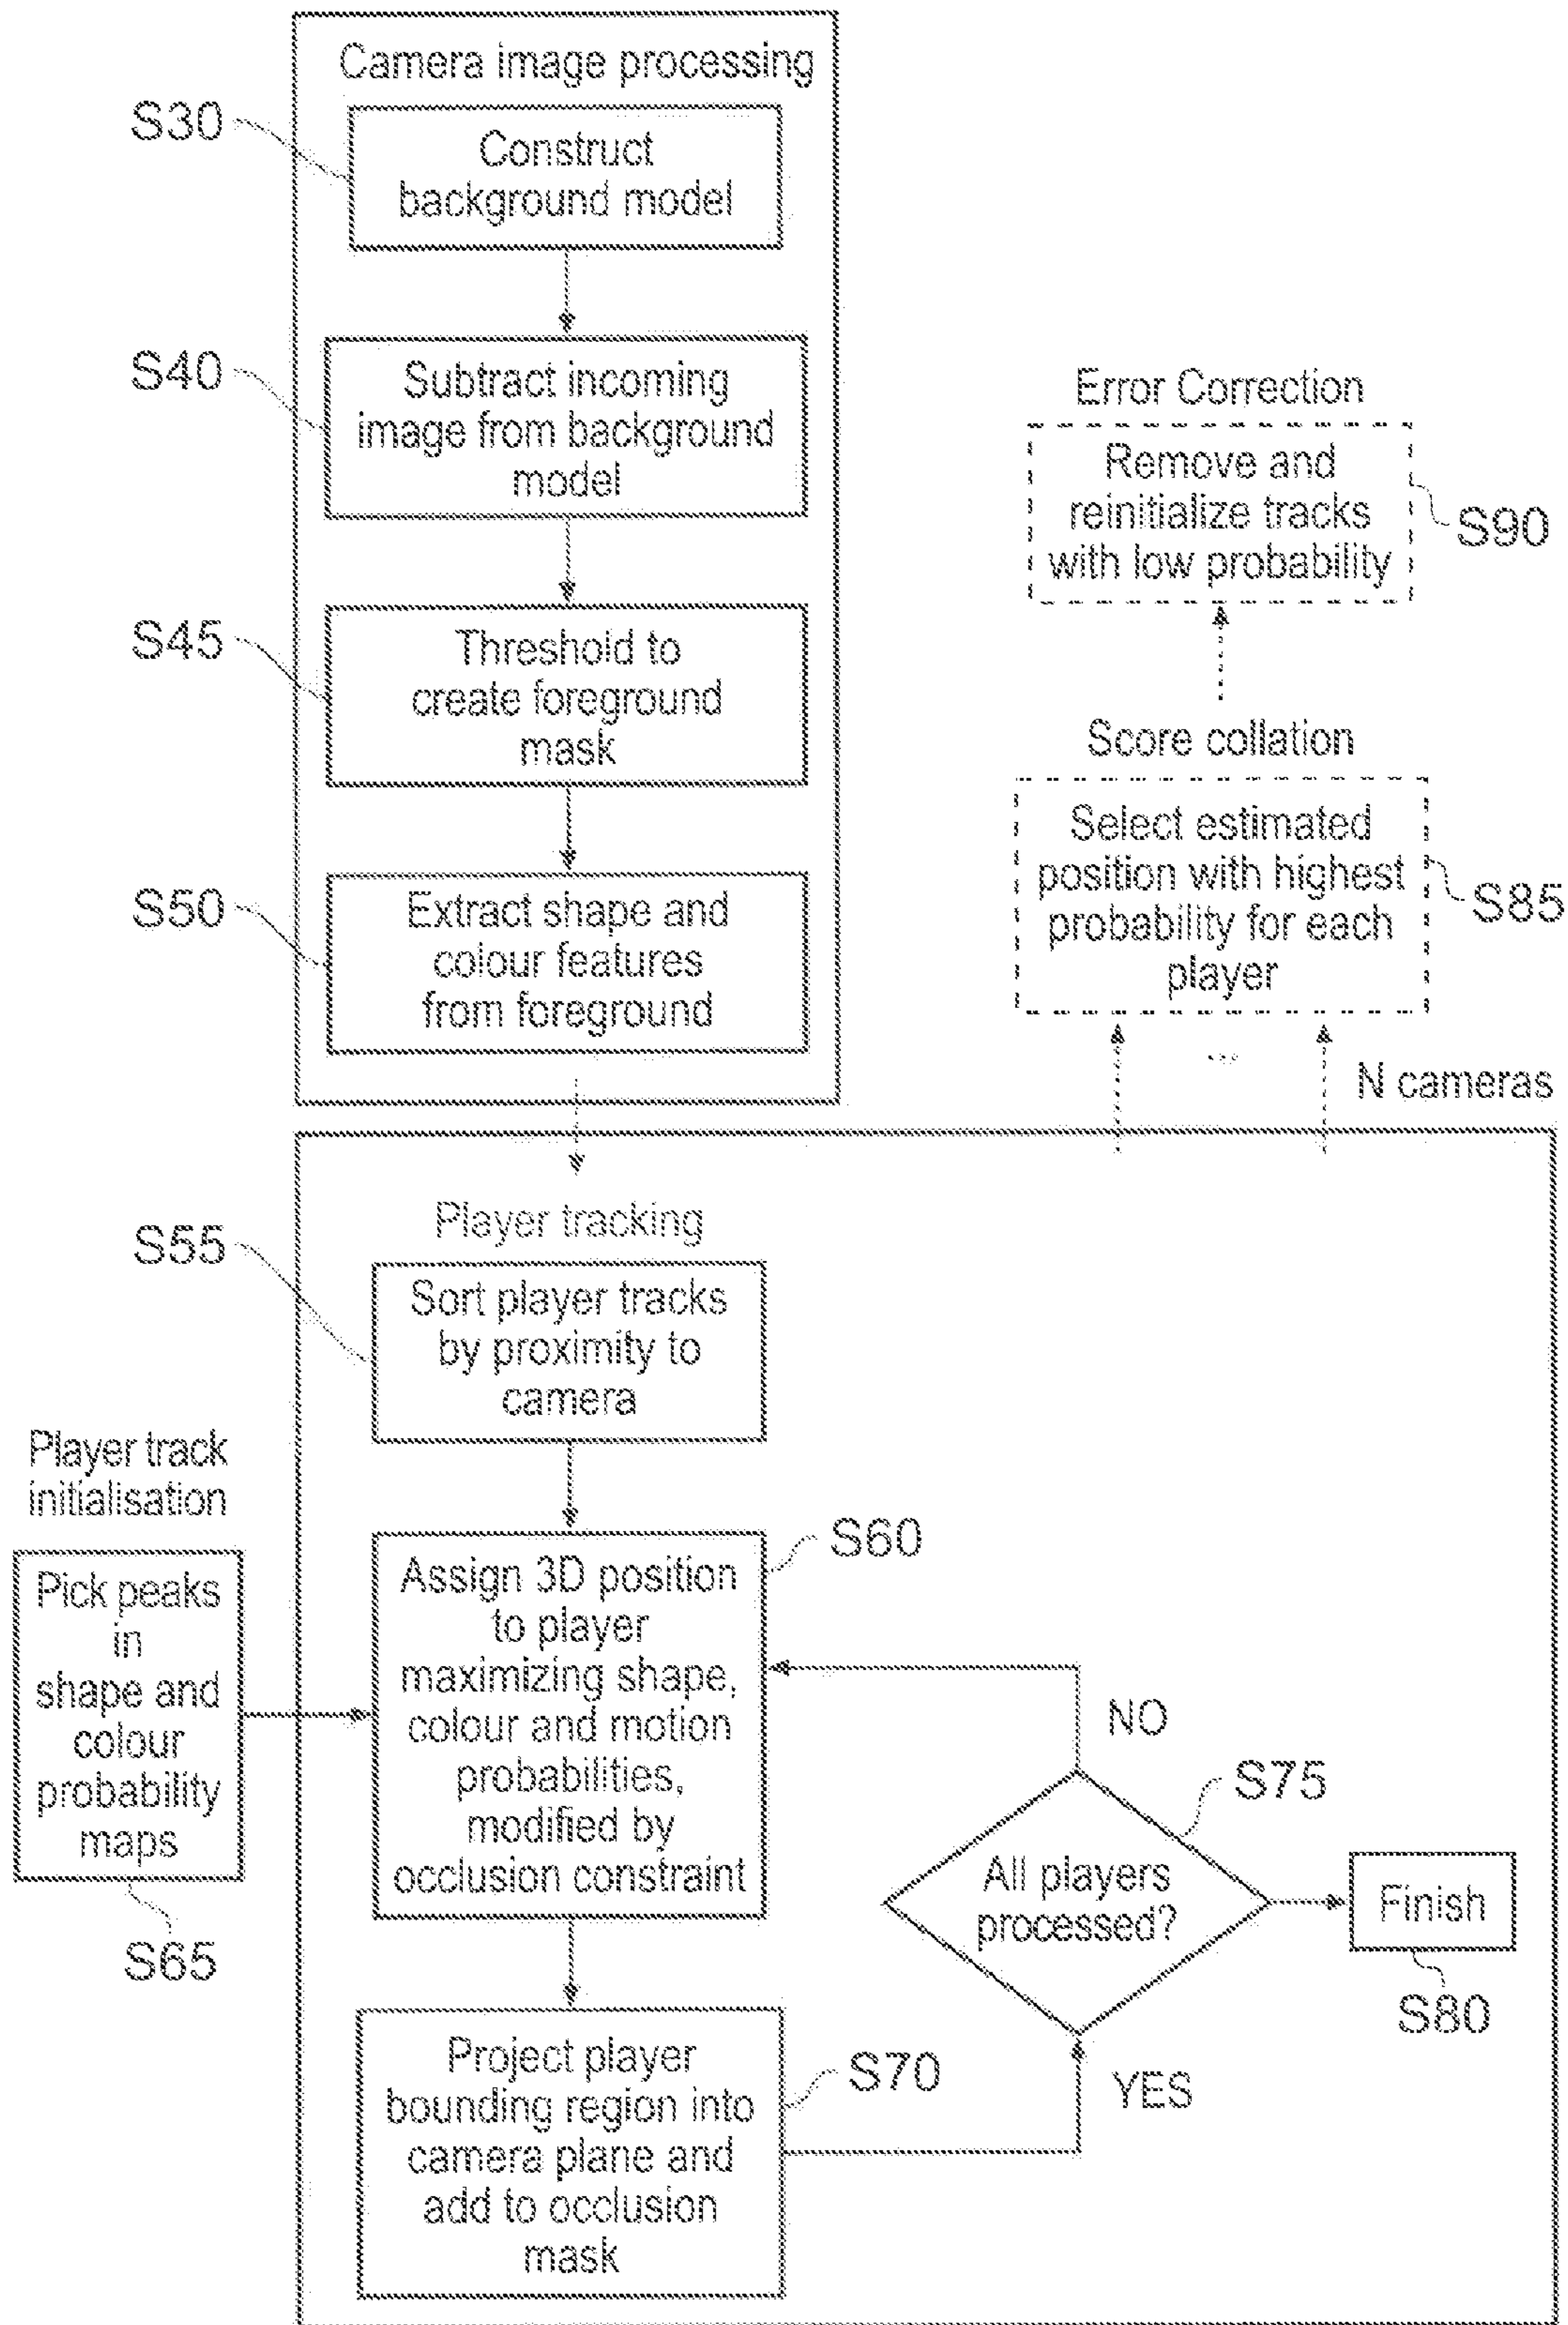 Camera image processing
S30
Construct
background model
S40
Subtract incoming
image from background
model
S45
Threshold to
create foreground
mask
S50
Extract shape and
colour features
from foreground
Error Correction
Remove and
reinitialize tracks
with low probability
S90
Score collation
Select estimated
position with highest
probability for each
player
S85
...
N cameras
Player tracking
S55
Sort player tracks
by proximity to
camera
Player track
initialisation
Pick peaks
in
shape and
colour
probability
maps
S65
S60
Assign 3D position
to player
maximizing shape,
colour and motion
probabilities,
modified by
occlusion constraint
NO
S75
All players
processed?
Finish
S80
YES
S70
Project player
bounding region into
camera plane and
add to occlusion
mask